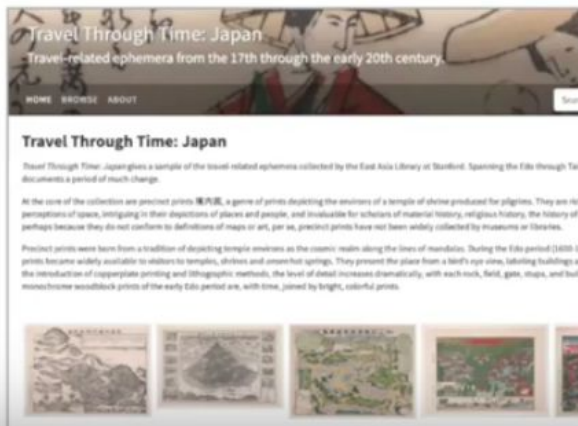 Travel Through Time: Japan
Travel-related ephemera from the 17th through the early 20th century.
HOME BROWSE ABOUT
Sear
Travel Through Time: Japan
Travel Through Time: Japan gives a sample of the travel-related ephemera collected by the East Asia Library at Stanford. Spanning the Edo through Ta
documents a period of much change.
At the core of the collection are precinct prints 境内図, a genre of prints depicting the environs of a temple of shrine produced for pilgrims. They are ric
perceptions of space, intriguing in their depictions of places and people, and invaluable for scholars of material history, religious history, the history of
perhaps because they do not conform to definitions of maps or art, per se, precinct prints have not been widely collected by museums or libraries.
Precinct prints were born from a tradition of depicting temple environs as the cosmic realm along the lines of mandalas. During the Edo period (1600-1
prints became widely available to visitors to temples, shrines and onsen hot springs. They present the place from a bird's eye view, labeling buildings a
the introduction of copperplate printing and lithographic methods, the level of detail increases dramatically, with each rock, field, gate, stupa, and buil
monochrome woodblock prints of the early Edo period are, with time, joined by bright, colorful prints.